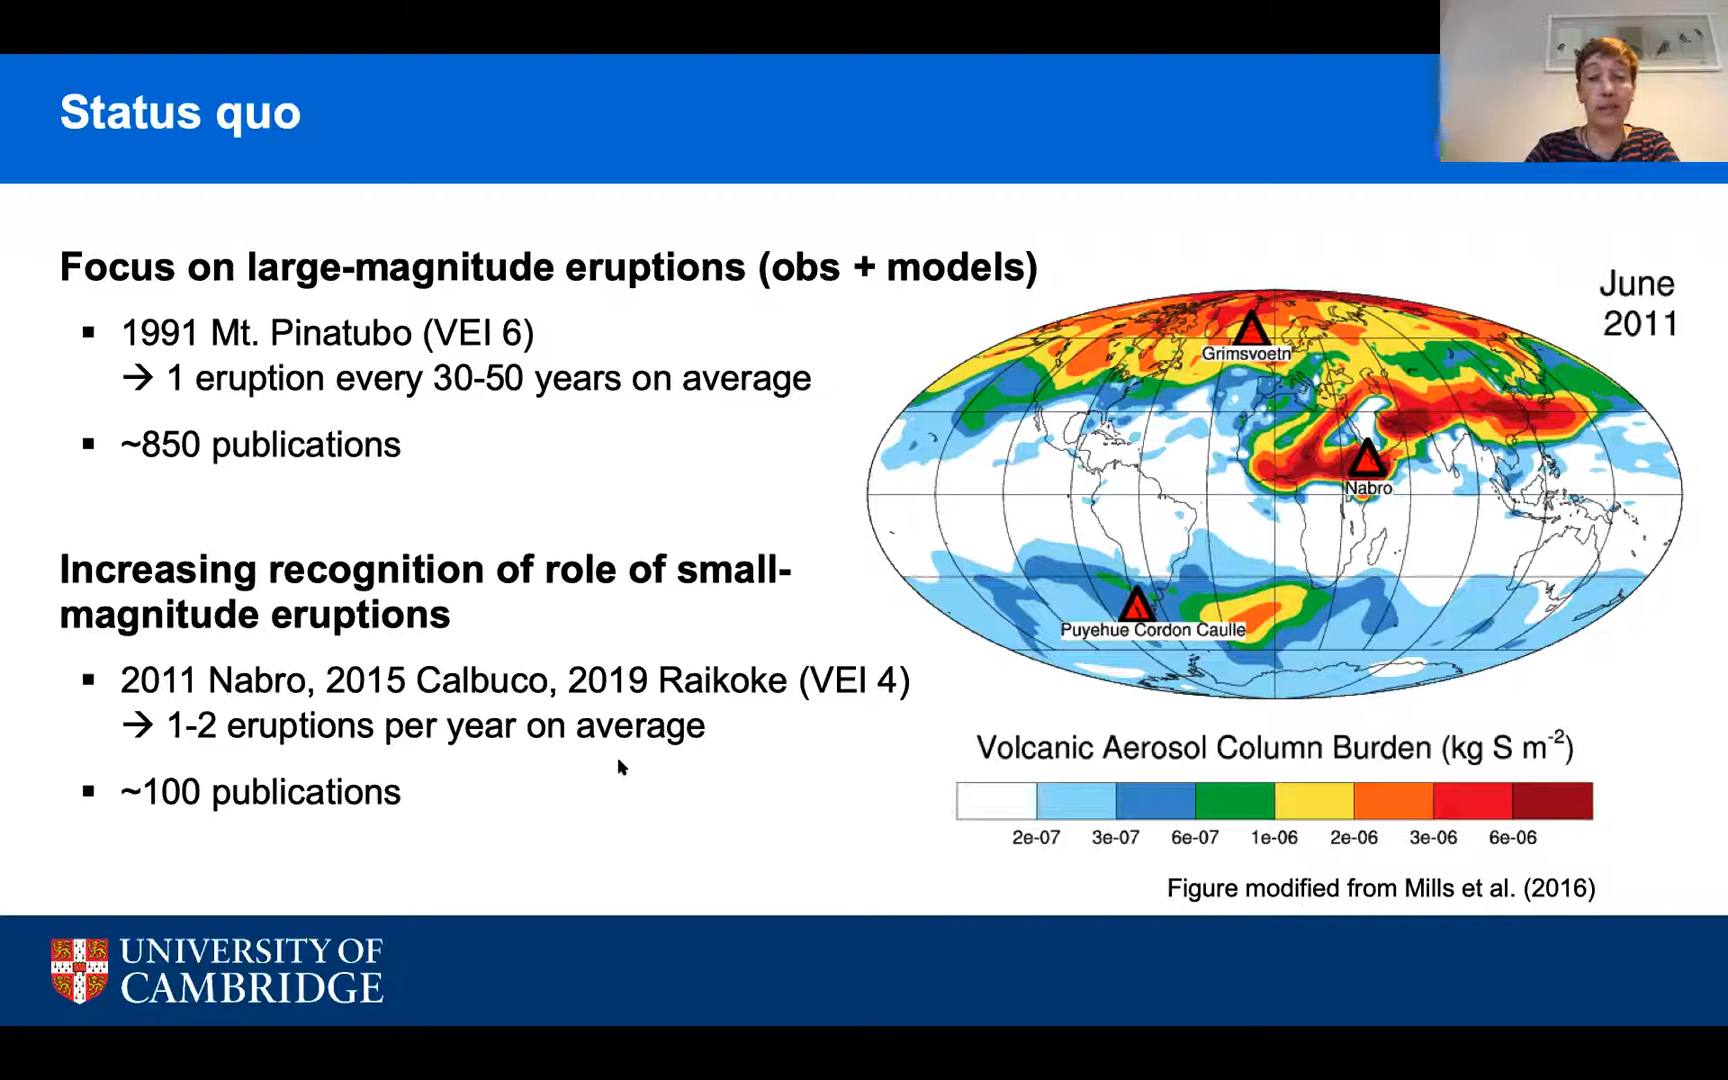 Status quo
Focus on large-magnitude eruptions (obs + models)
▪ 1991 Mt. Pinatubo (VEI 6)
→ 1 eruption every 30-50 years on average
▪ ~850 publications
Increasing recognition of role of small-
magnitude eruptions
▪ 2011 Nabro, 2015 Calbuco, 2019 Raikoke (VEI 4)
→ 1-2 eruptions per year on average
▪ ~100 publications
June
2011
Grimsvoetn
Nabro
Puyehue Cordon Caulle
Volcanic Aerosol Column Burden (kg S m-2)
2e-07 3e-07 6e-07 1e-06 2e-06 3e-06 6e-06
Figure modified from Mills et al. (2016)
UNIVERSITY OF
CAMBRIDGE